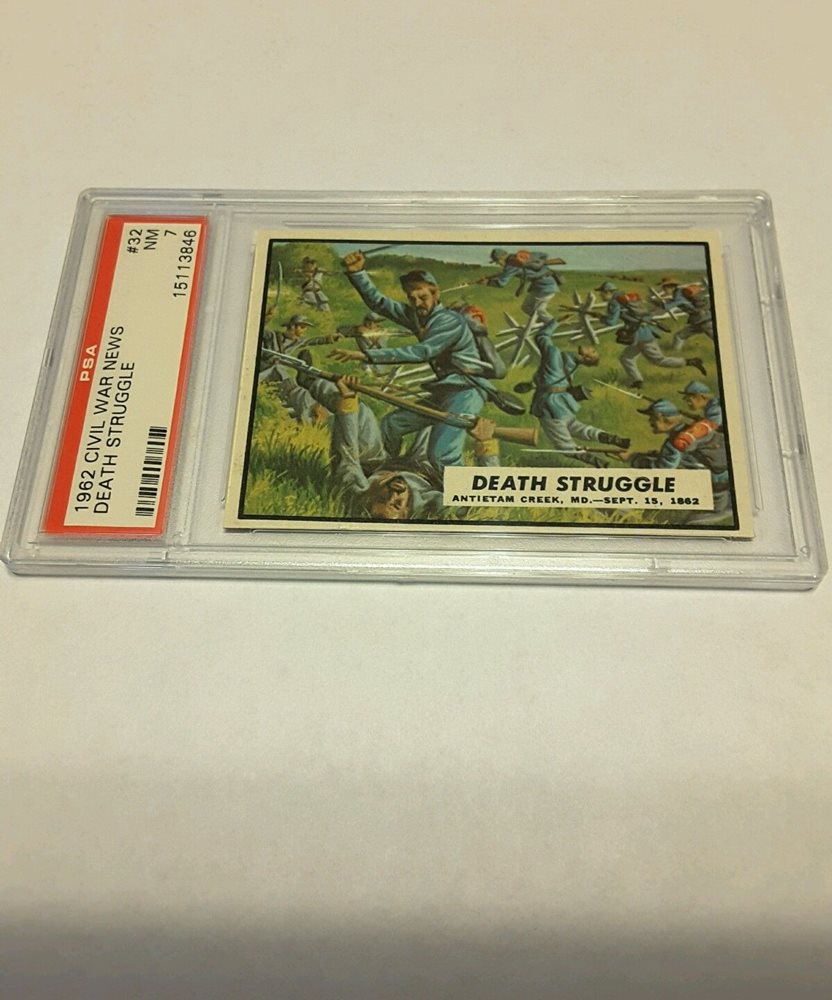 PSA
1962 CIVIL WAR NEWS #32
DEATH STRUGGLE NM 7
15113846
DEATH STRUGGLE
ANTIETAM CREEK, MD.—SEPT. 15, 1862